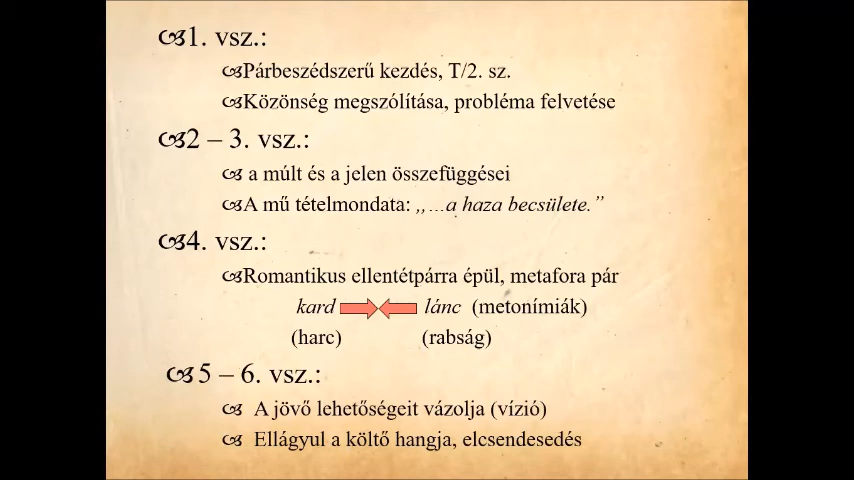 1. vsz.:
Párbeszédszerű kezdés, T/2. sz.
Közönség megszólítása, probléma felvetése
2 – 3. vsz.:
a múlt és a jelen összefüggései
A mű tételmondata: „…a haza becsülete.”
4. vsz.:
Romantikus ellentétpárra épül, metafora pár
kard lánc (metonímiák)
(harc) (rabság)
5 – 6. vsz.:
A jövő lehetőségeit vázolja (vízió)
Ellágyul a költő hangja, elcsendesedés